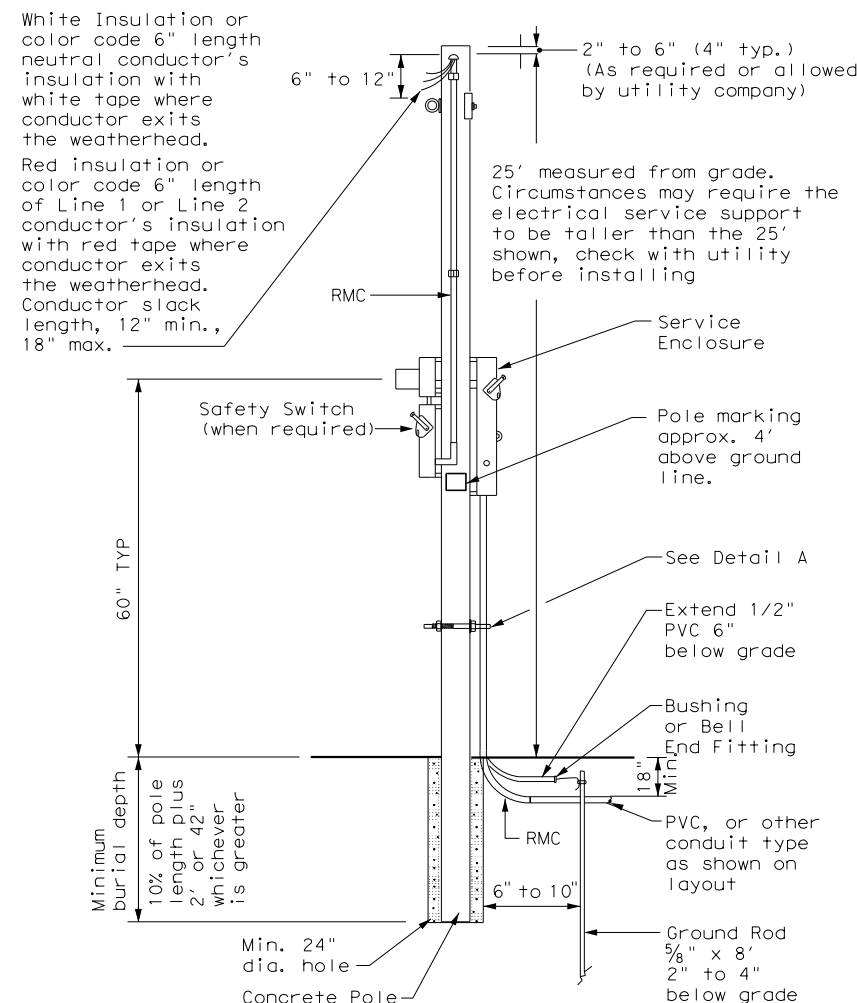 White Insulation or
color code 6" length
neutral conductor's
insulation with
white tape where
conductor exits
the weatherhead.
Red insulation or
color code 6" length
of Line 1 or Line 2
conductor's insulation
with red tape where
conductor exits
the weatherhead.
Conductor slack
length, 12" min.,
18" max.
6" to 12"
2" to 6" (4" typ.)
(As required or allowed
by utility company)
25' measured from grade.
Circumstances may require the
electrical service support
to be taller than the 25'
shown, check with utility
before installing
RMC
Service
Enclosure
Safety Switch
(when required)
Pole marking
approx. 4'
above ground
line.
60" TYP
See Detail A
Extend 1/2"
PVC 6"
below grade
Bushing
or Bell
End Fitting
18"
Min.
Minimum
burial depth
10% of pole
length plus
2' or 42"
whichever
is greater
RMC
PVC, or other
conduit type
as shown on
layout
6" to 10"
Min. 24"
dia. hole
Concrete Pole
Ground Rod
5/8" x 8'
2" to 4"
below grade